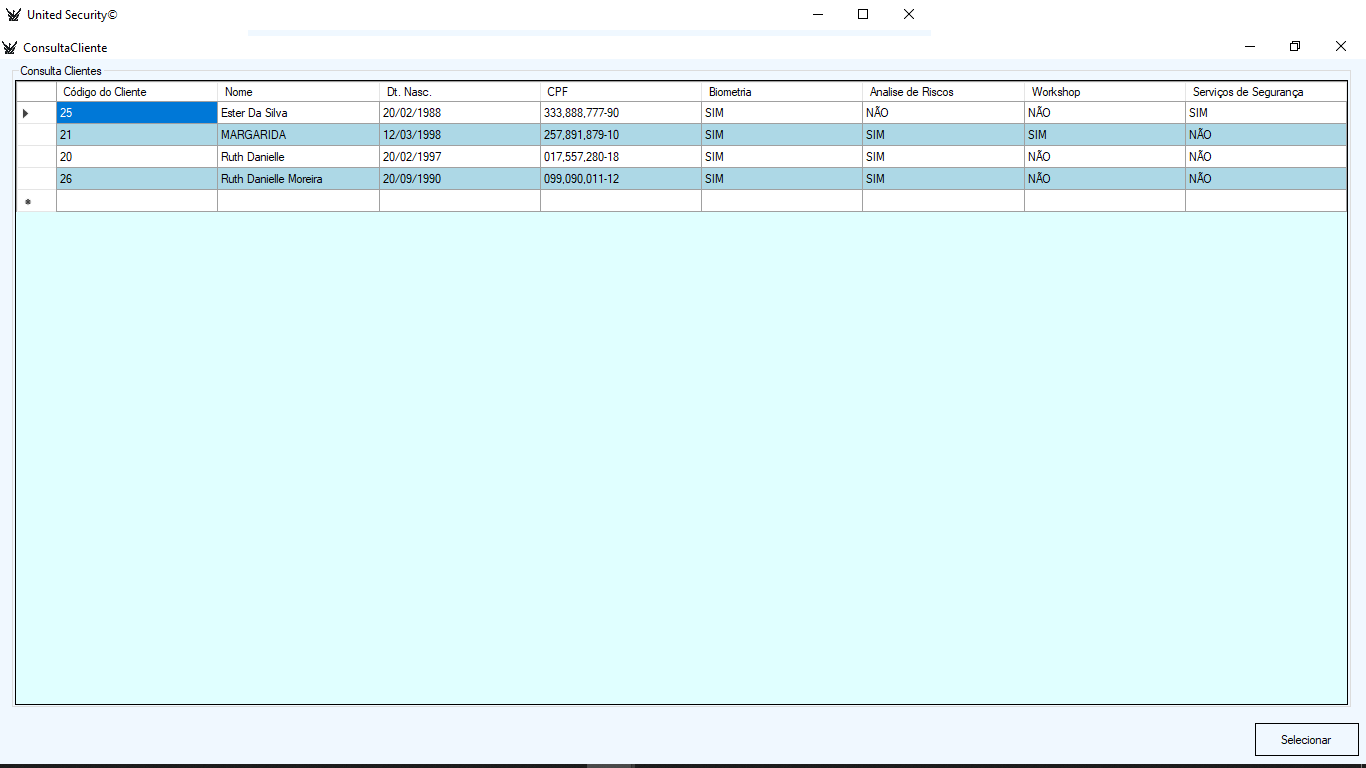 United Security©
ConsultaCliente
Consulta Clientes
Código do Cliente Nome Dt. Nasc. CPF Biometria Analise de Riscos Workshop Serviços de Segurança
25 Ester Da Silva 20/02/1988 333,888,777-90 SIM NÃO NÃO SIM
21 MARGARIDA 12/03/1998 257,891,879-10 SIM SIM SIM NÃO
20 Ruth Danielle 20/02/1997 017,557,280-18 SIM SIM NÃO NÃO
26 Ruth Danielle Moreira 20/09/1990 099,090,011-12 SIM SIM NÃO NÃO
Selecionar